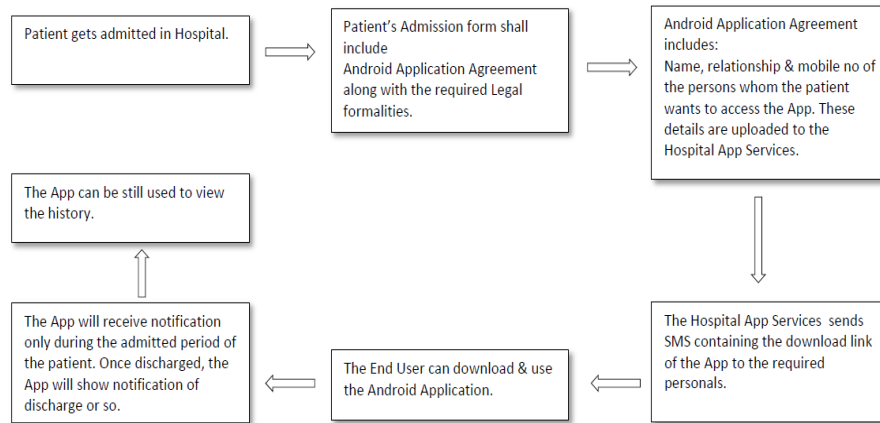 Patient gets admitted in Hospital.
Patient's Admission form shall
include
Android Application Agreement
along with the required Legal
formalities.
Android Application Agreement
includes:
Name, relationship & mobile no of
the persons whom the patient
wants to access the App. These
details are uploaded to the
Hospital App Services.
The Hospital App Services  sends
SMS containing the download link
of the App to the required
personals.
The End User can download & use
the Android Application.
The App will receive notification
only during the admitted period of
the patient. Once discharged, the
App will show notification of
discharge or so.
The App can be still used to view
the history.